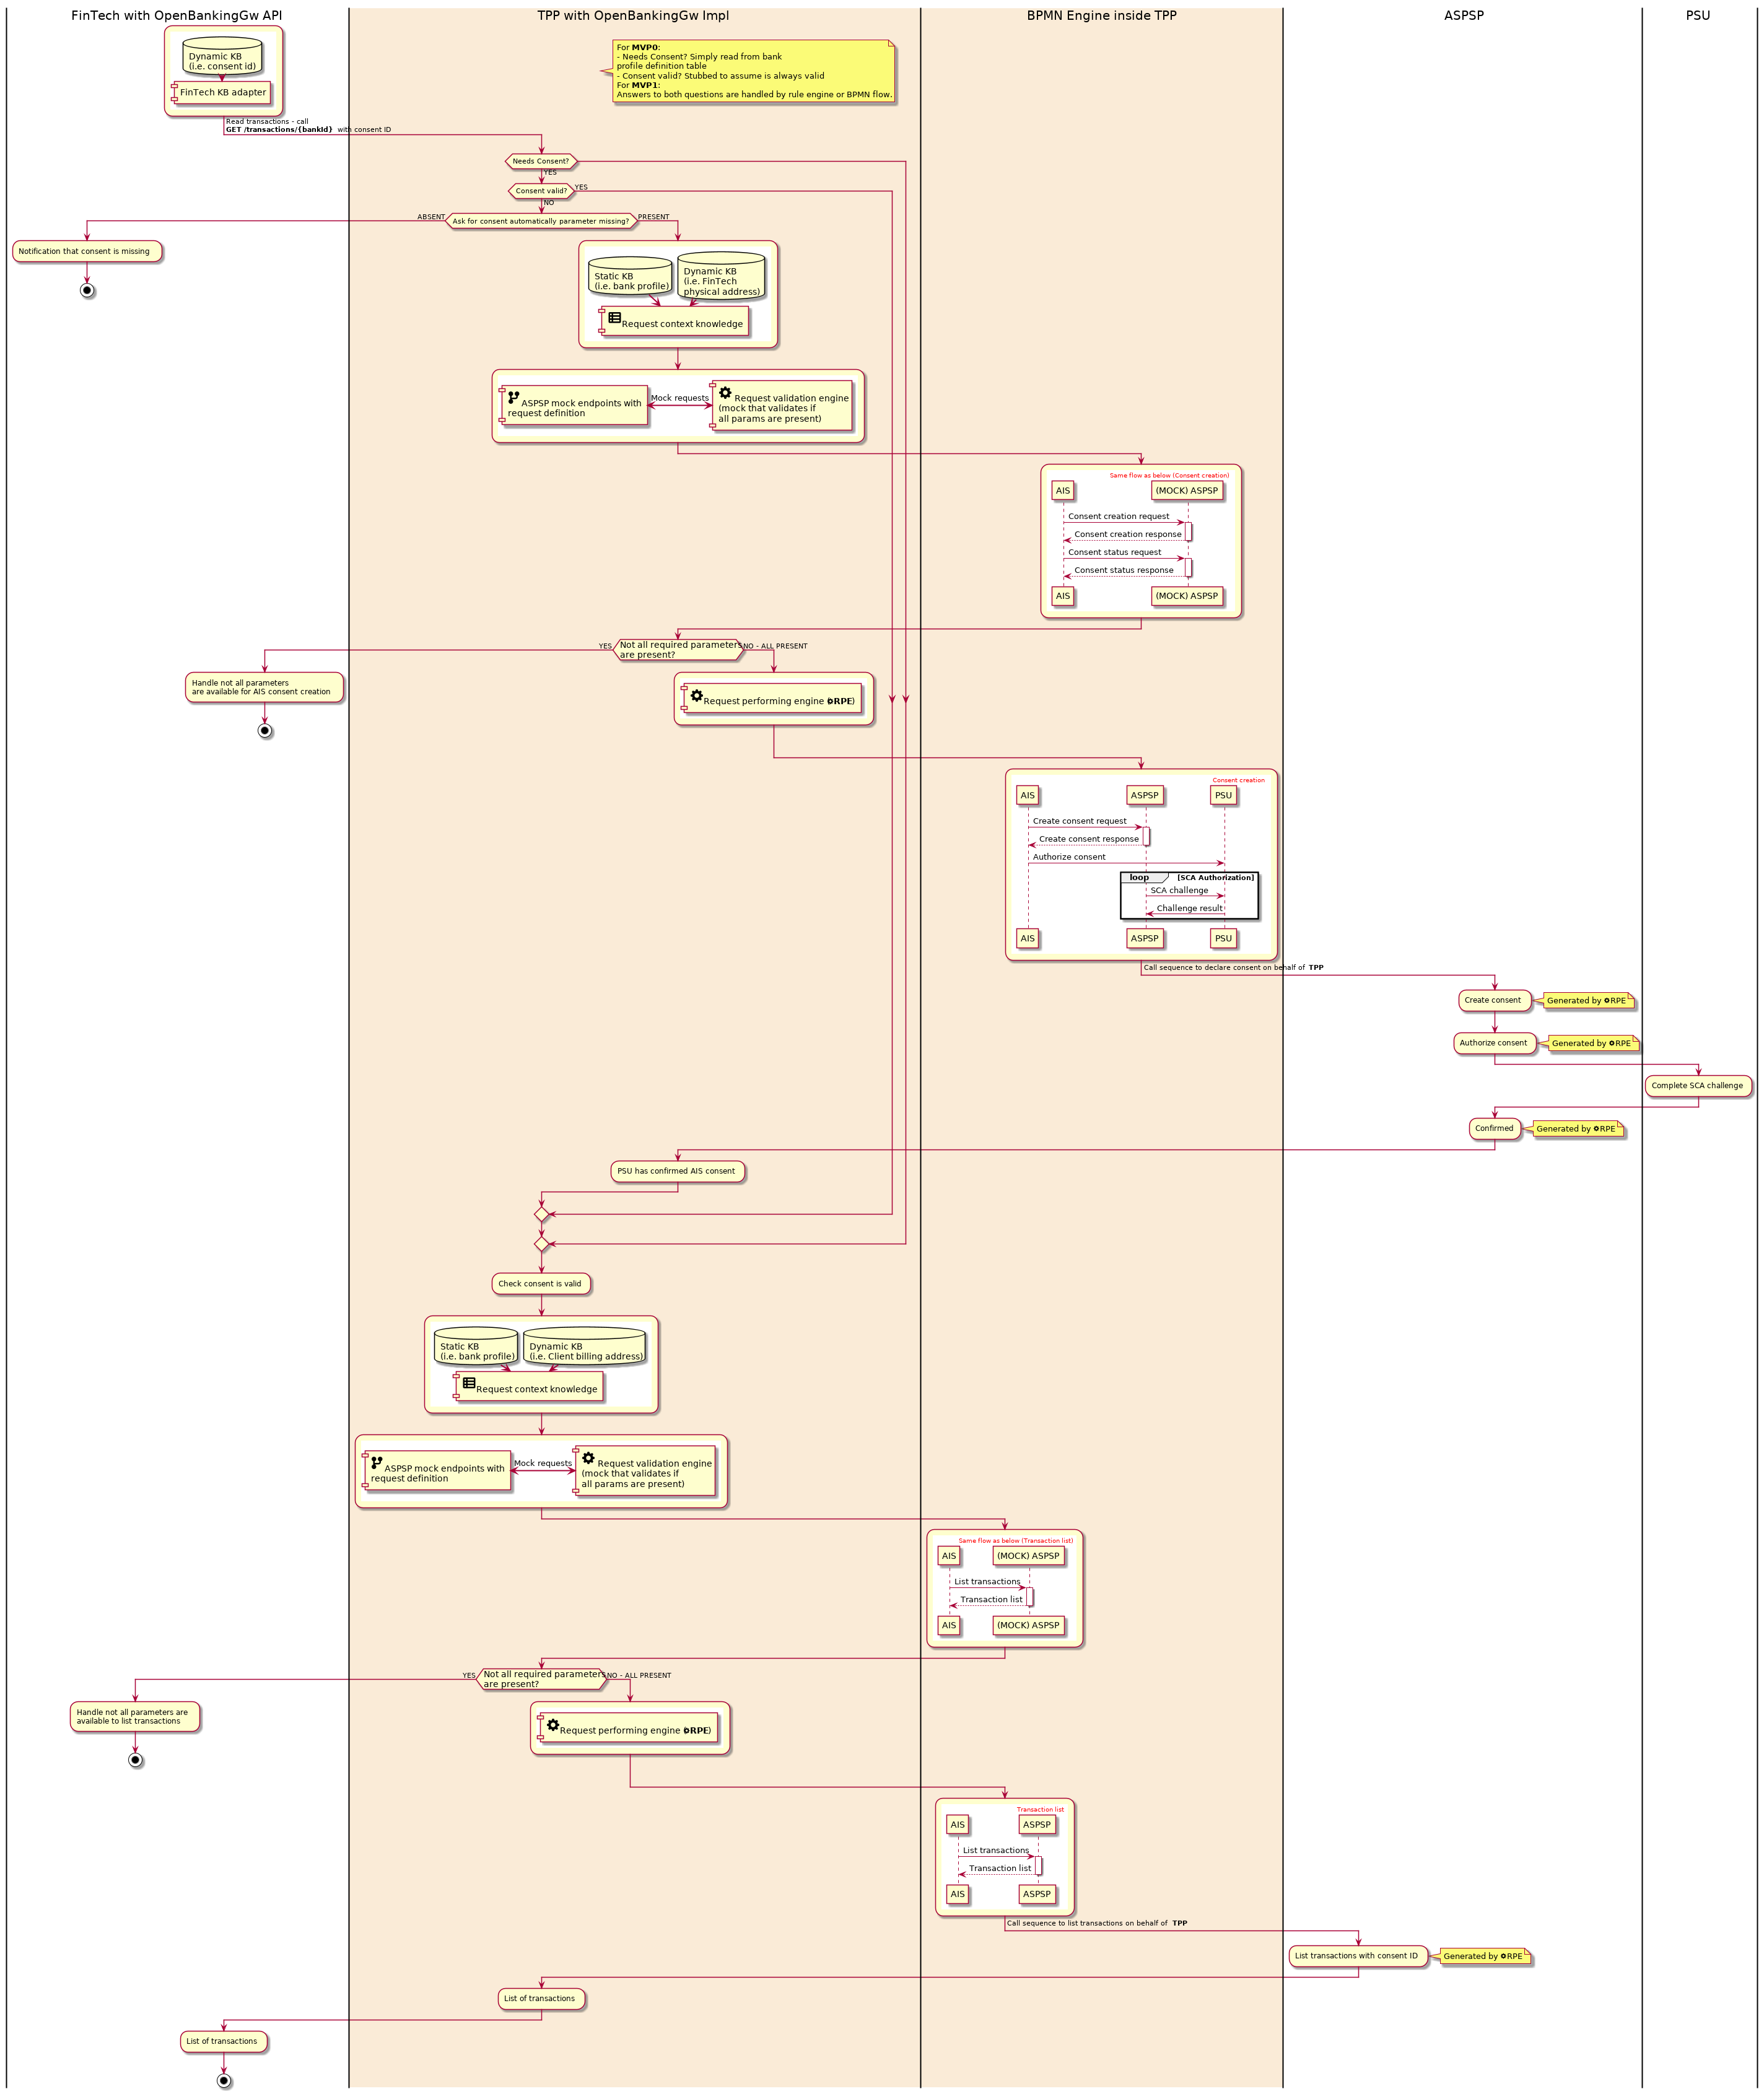 FinTech with OpenBankingGw API
TPP with OpenBankingGw Impl
BPMN Engine inside TPP
ASPSP
PSU
Dynamic KB
(i.e. consent id)
FinTech KB adapter
For MVP0:
- Needs Consent? Simply read from bank
profile definition table
- Consent valid? Stubbed to assume is always valid
For MVP1:
Answers to both questions are handled by rule engine or BPMN flow.
Read transactions - call
GET /transactions/{bankId} with consent ID
Needs Consent?
YES
Consent valid?
YES
NO
ABSENT
Ask for consent automatically parameter missing?
PRESENT
Notification that consent is missing
Static KB
(i.e. bank profile)
Dynamic KB
(i.e. FinTech
physical address)
Request context knowledge
ASPSP mock endpoints with
request definition
Mock requests
Request validation engine
(mock that validates if
all params are present)
Same flow as below (Consent creation)
AIS
(MOCK) ASPSP
Consent creation request
Consent creation response
Consent status request
Consent status response
AIS
(MOCK) ASPSP
YES
Not all required parameters
are present?
NO - ALL PRESENT
Handle not all parameters
are available for AIS consent creation
Request performing engine (RPE)
Consent creation
AIS
ASPSP
PSU
Create consent request
Create consent response
Authorize consent
loop
[SCA Authorization]
SCA challenge
Challenge result
AIS
ASPSP
PSU
Call sequence to declare consent on behalf of TPP
Create consent
Generated by RPE
Authorize consent
Generated by RPE
Complete SCA challenge
Confirmed
Generated by RPE
PSU has confirmed AIS consent
Check consent is valid
Static KB
(i.e. bank profile)
Dynamic KB
(i.e. Client billing address)
Request context knowledge
ASPSP mock endpoints with
request definition
Mock requests
Request validation engine
(mock that validates if
all params are present)
Same flow as below (Transaction list)
AIS
(MOCK) ASPSP
List transactions
Transaction list
AIS
(MOCK) ASPSP
YES
Not all required parameters
are present?
NO - ALL PRESENT
Handle not all parameters are
available to list transactions
Request performing engine (RPE)
Transaction list
AIS
ASPSP
List transactions
Transaction list
AIS
ASPSP
Call sequence to list transactions on behalf of TPP
List transactions with consent ID
Generated by RPE
List of transactions
List of transactions